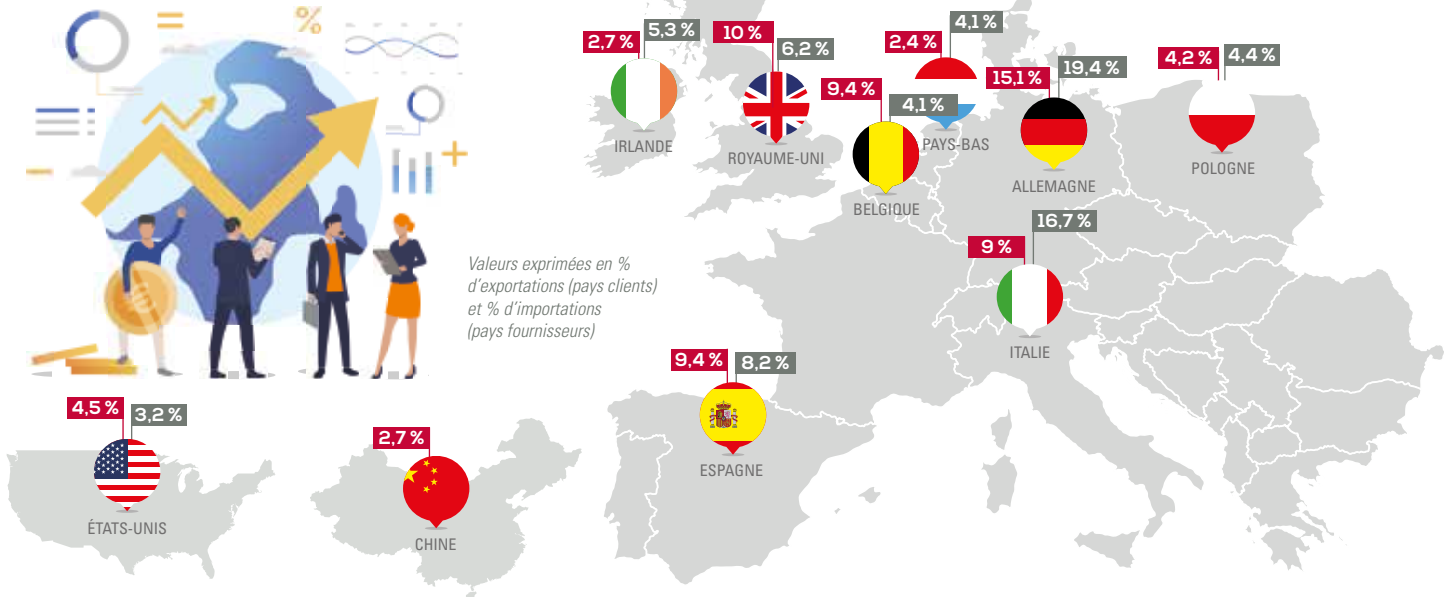 %
2,7 %
5,3 %
IRLANDE
10 %
6,2 %
ROYAUME-UNI
9,4 %
4,1 %
BELGIQUE
2,4 %
4,1 %
PAYS-BAS
15,1 %
19,4 %
ALLEMAGNE
4,2 %
4,4 %
POLOGNE
9 %
16,7 %
ITALIE
Valeurs exprimées en %
d’exportations (pays clients)
et % d’importations
(pays fournisseurs)
9,4 %
8,2 %
ESPAGNE
4,5 %
3,2 %
ÉTATS-UNIS
2,7 %
CHINE